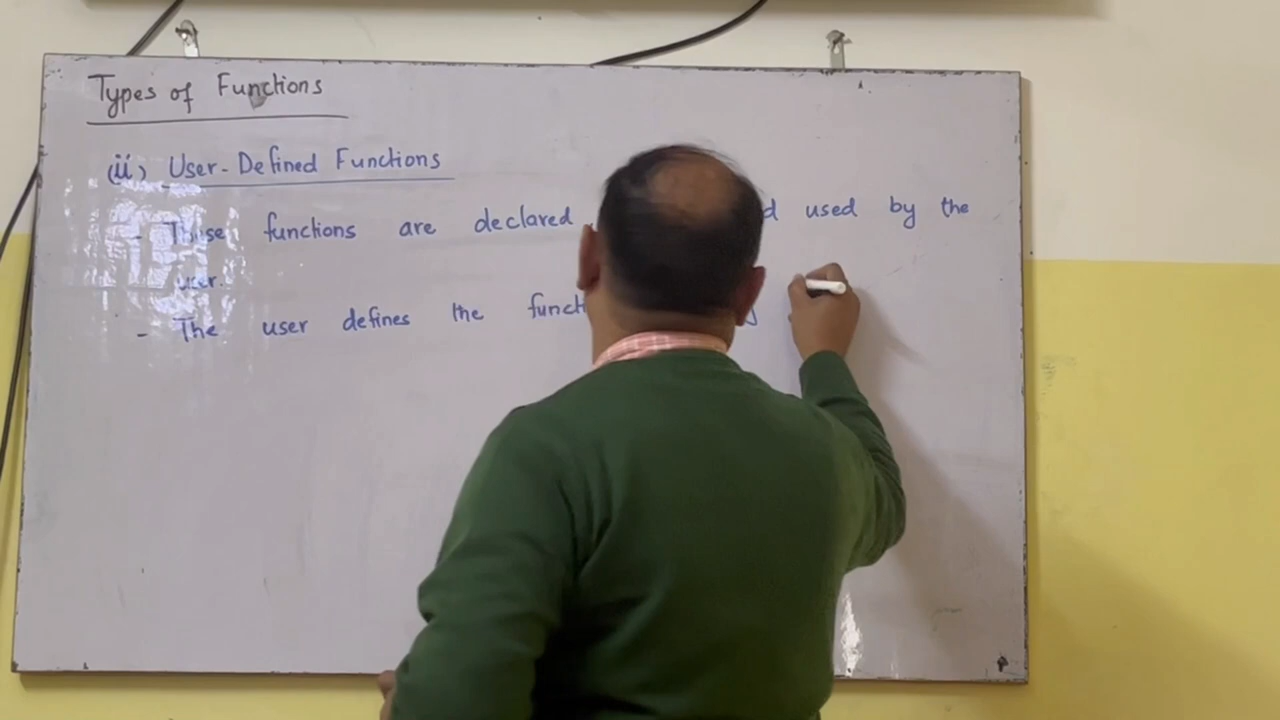 Types of Functions
(ii) User-Defined Functions
- These functions are declared used by the
user.
- The user defines the